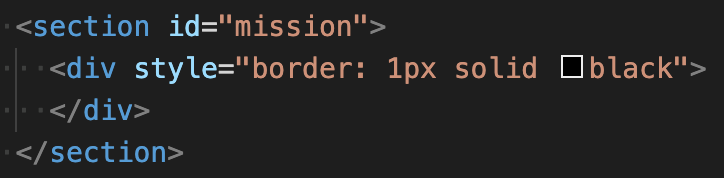 <section id="mission">
<div style="border: 1px solid black">
</div>
</section>